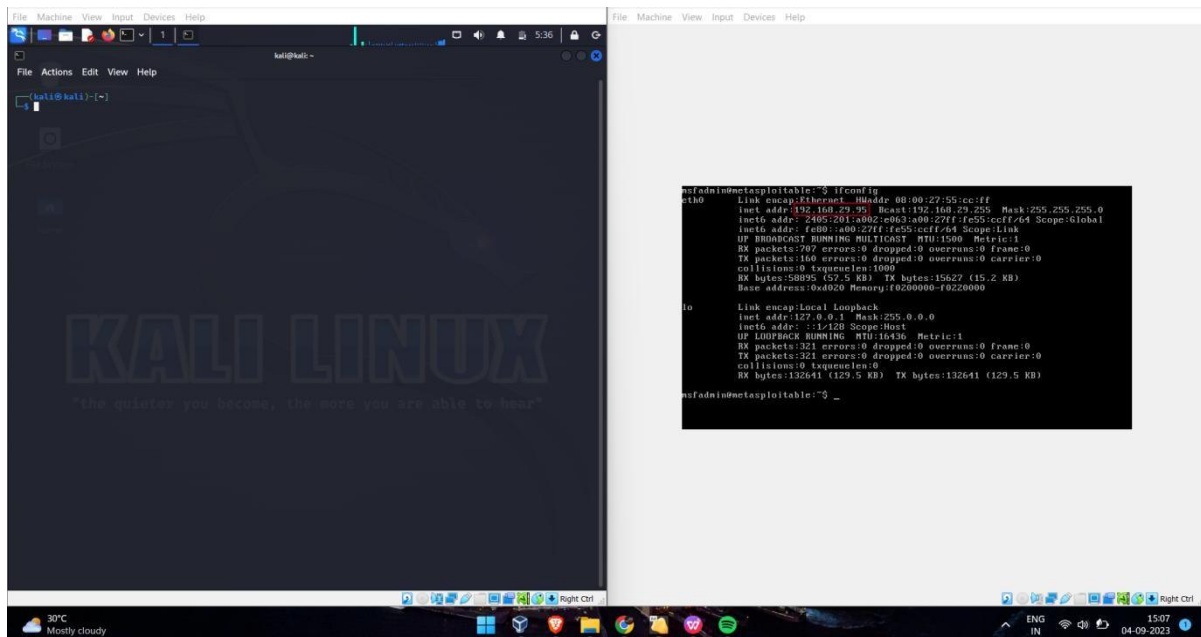 File Machine View Input Devices Help
1
5:36
kali@kali: ~
File Actions Edit View Help
┌──(kali㉿kali)-[~]
└─$
KALI LINUX
"the quieter you become, the more you are able to hear"
Right Ctrl
File Machine View Input Devices Help
msfadmin@metasploitable:~$ ifconfig
eth0 Link encap:Ethernet HWaddr 08:00:27:55:cc:ff
inet addr:192.168.29.95 Bcast:192.168.29.255 Mask:255.255.255.0
inet6 addr: 2405:201:a002:e063:a00:27ff:fe55:ccff/64 Scope:Global
inet6 addr: fe80::a00:27ff:fe55:ccff/64 Scope:Link
UP BROADCAST RUNNING MULTICAST MTU:1500 Metric:1
RX packets:707 errors:0 dropped:0 overruns:0 frame:0
TX packets:160 errors:0 dropped:0 overruns:0 carrier:0
collisions:0 txqueuelen:1000
RX bytes:58895 (57.5 KB) TX bytes:15627 (15.2 KB)
Base address:0xd020 Memory:f0200000-f0220000
lo Link encap:Local Loopback
inet addr:127.0.0.1 Mask:255.0.0.0
inet6 addr: ::1/128 Scope:Host
UP LOOPBACK RUNNING MTU:16436 Metric:1
RX packets:321 errors:0 dropped:0 overruns:0 frame:0
TX packets:321 errors:0 dropped:0 overruns:0 carrier:0
collisions:0 txqueuelen:0
RX bytes:132641 (129.5 KB) TX bytes:132641 (129.5 KB)
msfadmin@metasploitable:~$ _
Right Ctrl
30°C
Mostly cloudy
ENG
IN
15:07
04-09-2023
1